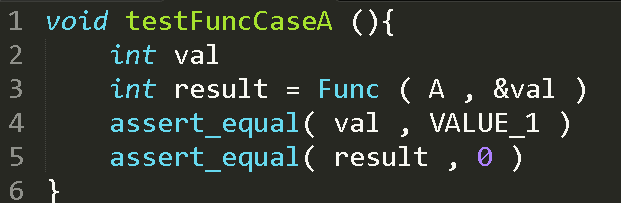 1 void testFuncCaseA (){
2 int val
3 int result = Func ( A , &val )
4 assert_equal( val , VALUE_1 )
5 assert_equal( result , 0 )
6 }